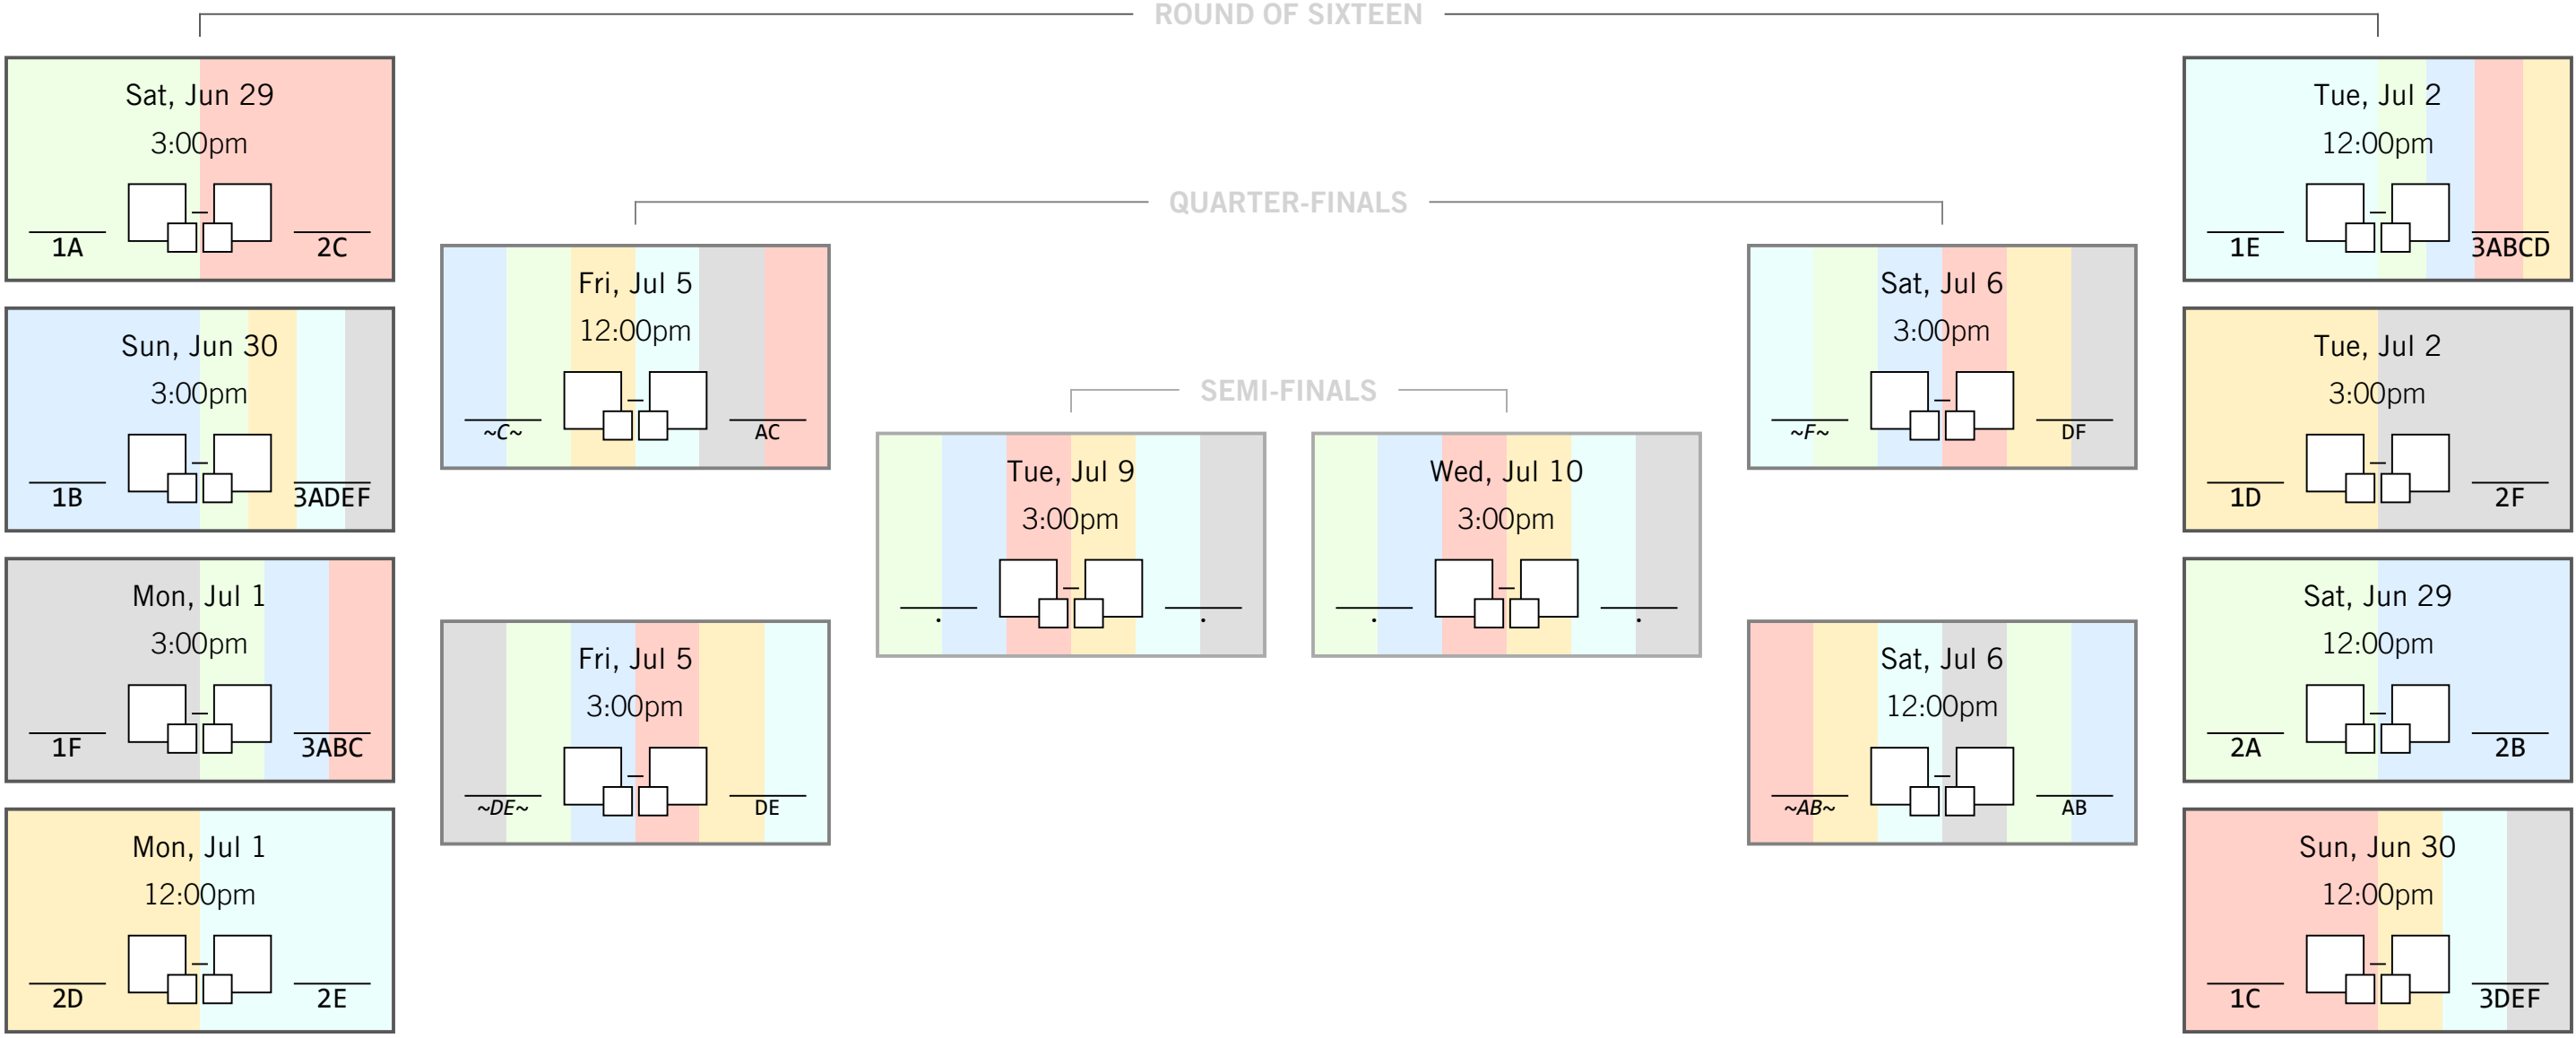 ROUND OF SIXTEEN
Sat, Jun 29
3:00pm
–
1A
2C
Sun, Jun 30
3:00pm
–
1B
3ADEF
Mon, Jul 1
3:00pm
–
1F
3ABC
Mon, Jul 1
12:00pm
–
2D
2E
QUARTER-FINALS
Fri, Jul 5
12:00pm
–
~C~
AC
Fri, Jul 5
3:00pm
–
~DE~
DE
SEMI-FINALS
Tue, Jul 9
3:00pm
–
.
.
Wed, Jul 10
3:00pm
–
.
.
Sat, Jul 6
3:00pm
–
~F~
DF
Sat, Jul 6
12:00pm
–
~AB~
AB
Tue, Jul 2
12:00pm
–
1E
3ABCD
Tue, Jul 2
3:00pm
–
1D
2F
Sat, Jun 29
12:00pm
–
2A
2B
Sun, Jun 30
12:00pm
–
1C
3DEF